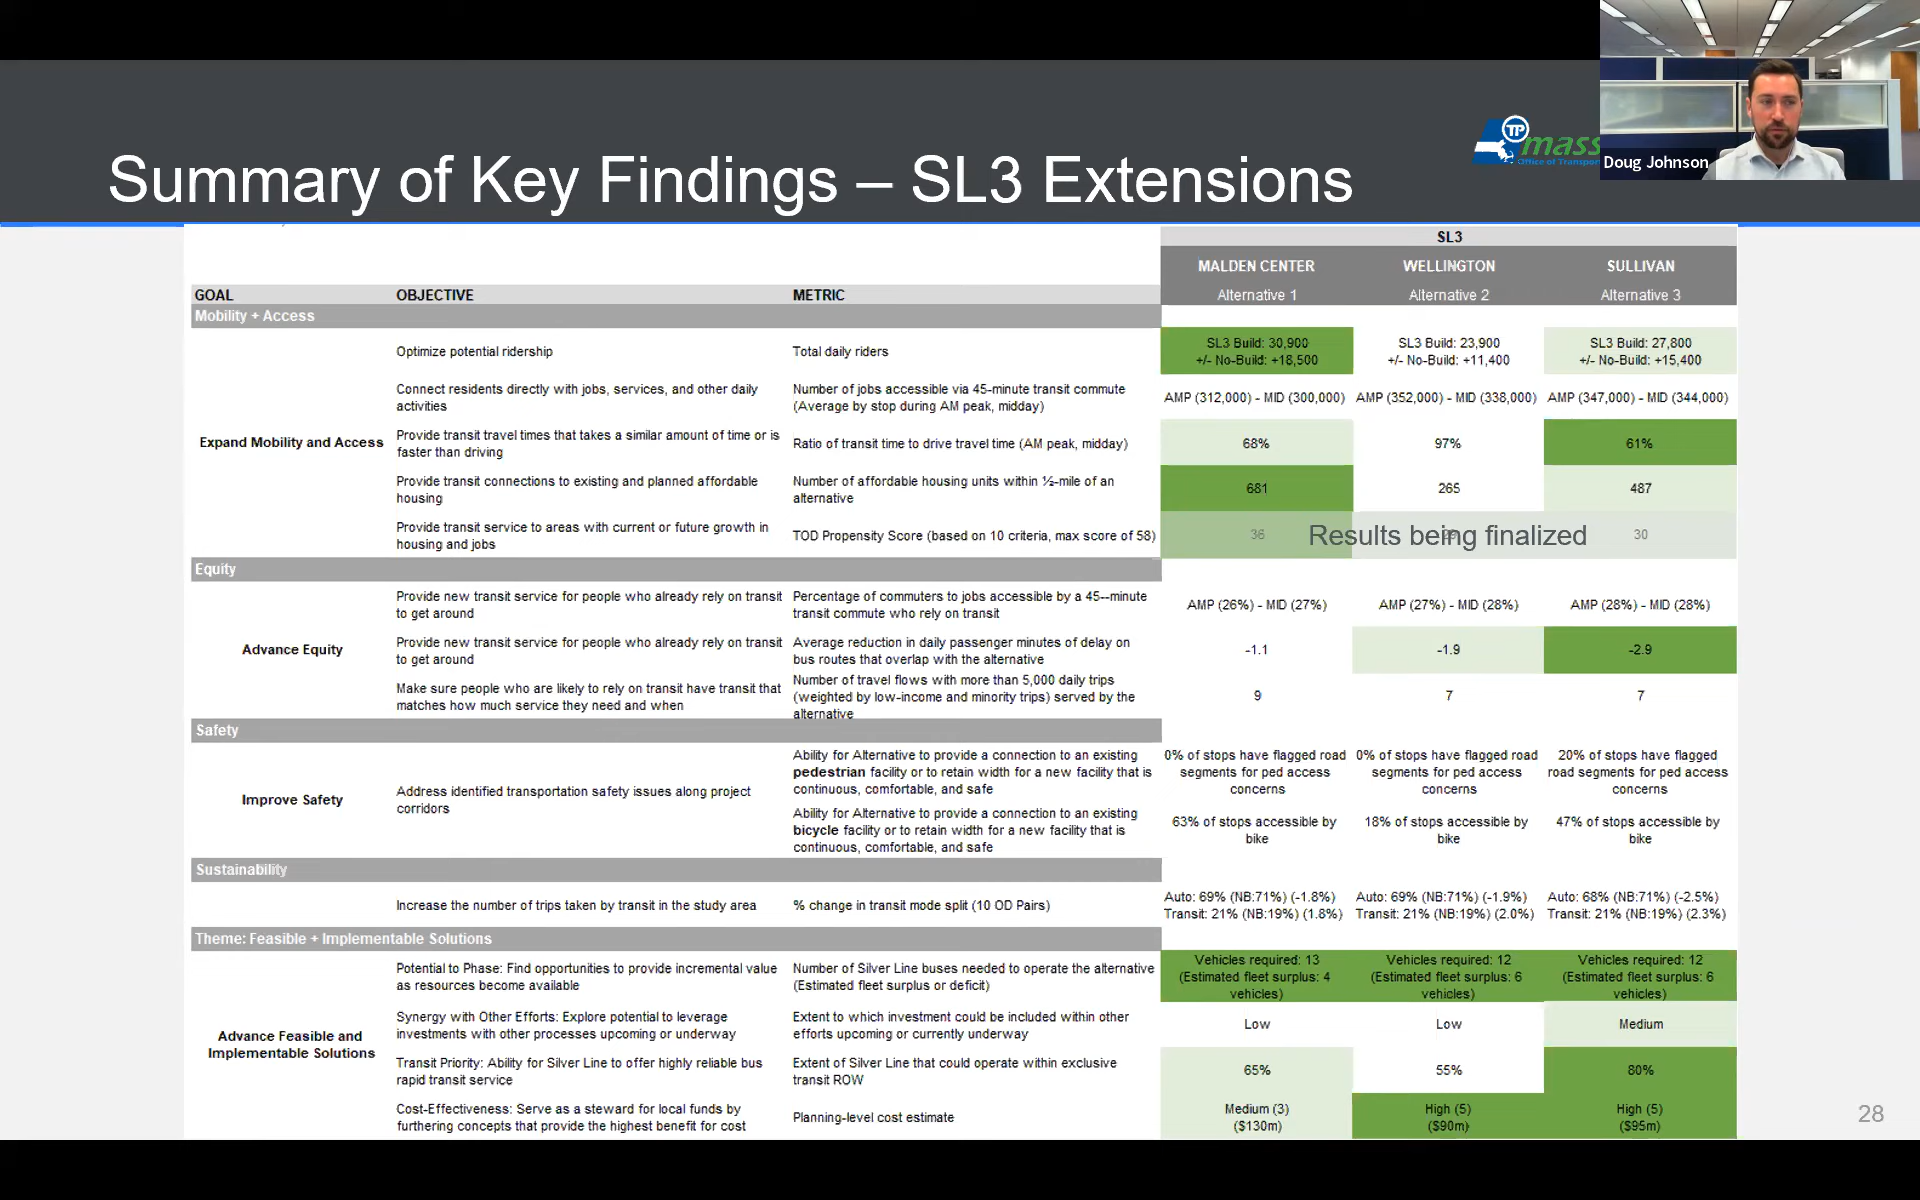 TP
mass
Office of Transpor
Doug Johnson
Summary of Key Findings – SL3 Extensions
SL3
MALDEN CENTER WELLINGTON SULLIVAN
GOAL OBJECTIVE METRIC Alternative 1 Alternative 2 Alternative 3
Mobility + Access
Expand Mobility and Access
Optimize potential ridership
Total daily riders
SL3 Build: 30,900
+/- No-Build: +18,500
SL3 Build: 23,900
+/- No-Build: +11,400
SL3 Build: 27,800
+/- No-Build: +15,400
Connect residents directly with jobs, services, and other daily
activities
Number of jobs accessible via 45-minute transit commute
(Average by stop during AM peak, midday)
AMP (312,000) - MID (300,000)
AMP (352,000) - MID (338,000)
AMP (347,000) - MID (344,000)
Provide transit travel times that takes a similar amount of time or is
faster than driving
Ratio of transit time to drive travel time (AM peak, midday)
68%
97%
61%
Provide transit connections to existing and planned affordable
housing
Number of affordable housing units within ½-mile of an
alternative
681
265
487
Provide transit service to areas with current or future growth in
housing and jobs
TOD Propensity Score (based on 10 criteria, max score of 58)
36
Results being finalized
30
Equity
Advance Equity
Provide new transit service for people who already rely on transit
to get around
Percentage of commuters to jobs accessible by a 45--minute
transit commute who rely on transit
AMP (26%) - MID (27%)
AMP (27%) - MID (28%)
AMP (28%) - MID (28%)
Provide new transit service for people who already rely on transit
to get around
Average reduction in daily passenger minutes of delay on
bus routes that overlap with the alternative
-1.1
-1.9
-2.9
Make sure people who are likely to rely on transit have transit that
matches how much service they need and when
Number of travel flows with more than 5,000 daily trips
(weighted by low-income and minority trips) served by the
alternative
9
7
7
Safety
Improve Safety
Address identified transportation safety issues along project
corridors
Ability for Alternative to provide a connection to an existing
pedestrian facility or to retain width for a new facility that is
continuous, comfortable, and safe
0% of stops have flagged road
segments for ped access
concerns
0% of stops have flagged road
segments for ped access
concerns
20% of stops have flagged
road segments for ped access
concerns
Ability for Alternative to provide a connection to an existing
bicycle facility or to retain width for a new facility that is
continuous, comfortable, and safe
63% of stops accessible by
bike
18% of stops accessible by
bike
47% of stops accessible by
bike
Sustainability
Increase the number of trips taken by transit in the study area
% change in transit mode split (10 OD Pairs)
Auto: 69% (NB:71%) (-1.8%)
Transit: 21% (NB:19%) (1.8%)
Auto: 69% (NB:71%) (-1.9%)
Transit: 21% (NB:19%) (2.0%)
Auto: 68% (NB:71%) (-2.5%)
Transit: 21% (NB:19%) (2.3%)
Theme: Feasible + Implementable Solutions
Advance Feasible and
Implementable Solutions
Potential to Phase: Find opportunities to provide incremental value
as resources become available
Number of Silver Line buses needed to operate the alternative
(Estimated fleet surplus or deficit)
Vehicles required: 13
(Estimated fleet surplus: 4
vehicles)
Vehicles required: 12
(Estimated fleet surplus: 6
vehicles)
Vehicles required: 12
(Estimated fleet surplus: 6
vehicles)
Synergy with Other Efforts: Explore potential to leverage
investments with other processes upcoming or underway
Extent to which investment could be included within other
efforts upcoming or currently underway
Low
Low
Medium
Transit Priority: Ability for Silver Line to offer highly reliable bus
rapid transit service
Extent of Silver Line that could operate within exclusive
transit ROW
65%
55%
80%
Cost-Effectiveness: Serve as a steward for local funds by
furthering concepts that provide the highest benefit for cost
Planning-level cost estimate
Medium (3)
($130m)
High (5)
($90m)
High (5)
($95m)
28